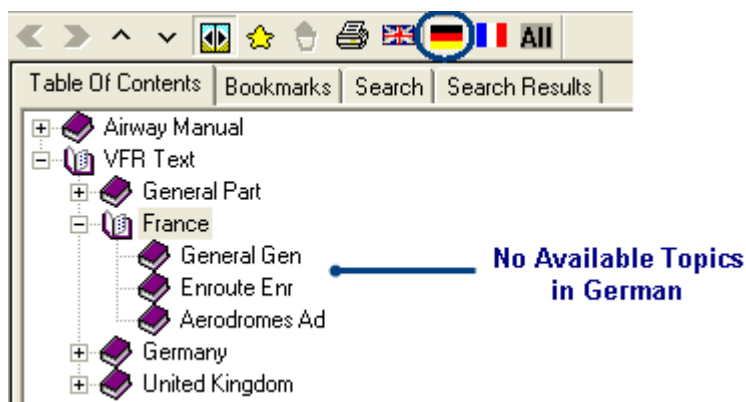 All
Table Of Contents Bookmarks Search Search Results
Airway Manual
VFR Text
General Part
France
General Gen
Enroute Enr
Aerodromes Ad
Germany
United Kingdom
No Available Topics
in German